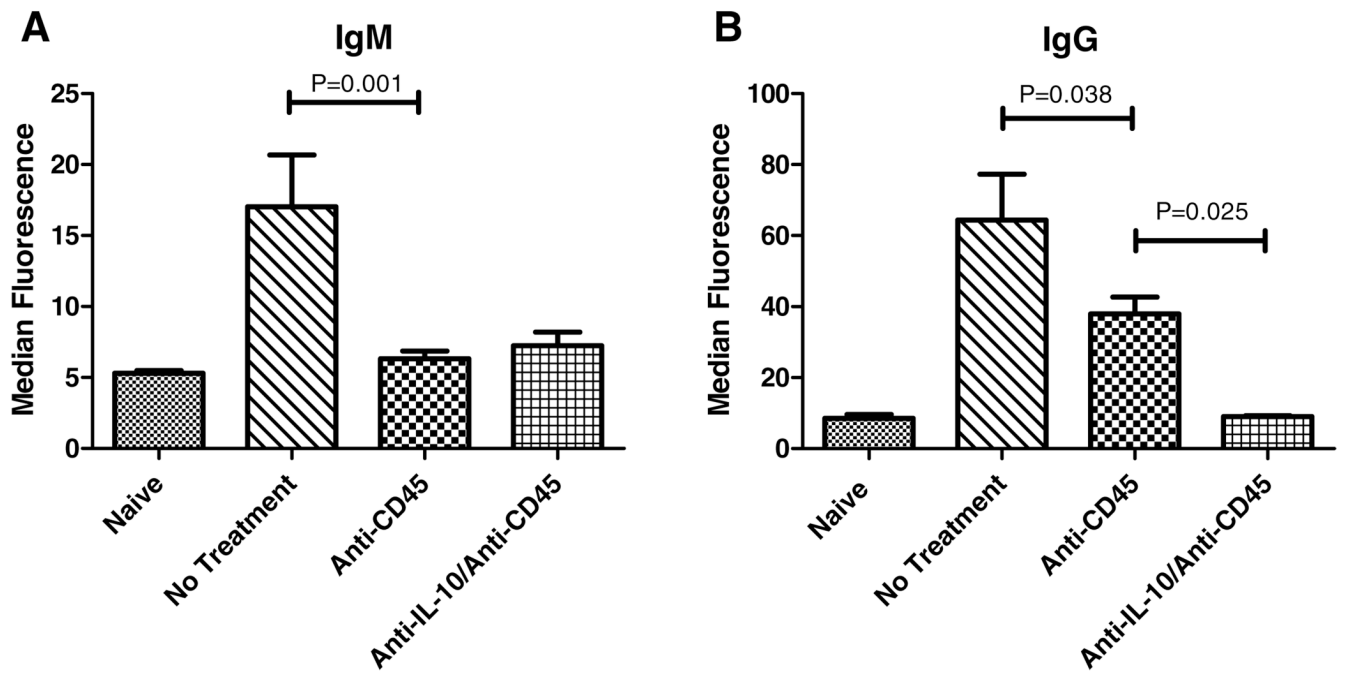 A
IgM
P=0.001
Median Fluorescence
25
20
15
10
5
0
Naive
No Treatment
Anti-CD45
Anti-IL-10/Anti-CD45
B
IgG
P=0.038
P=0.025
Median Fluorescence
100
80
60
40
20
0
Naive
No Treatment
Anti-CD45
Anti-IL-10/Anti-CD45